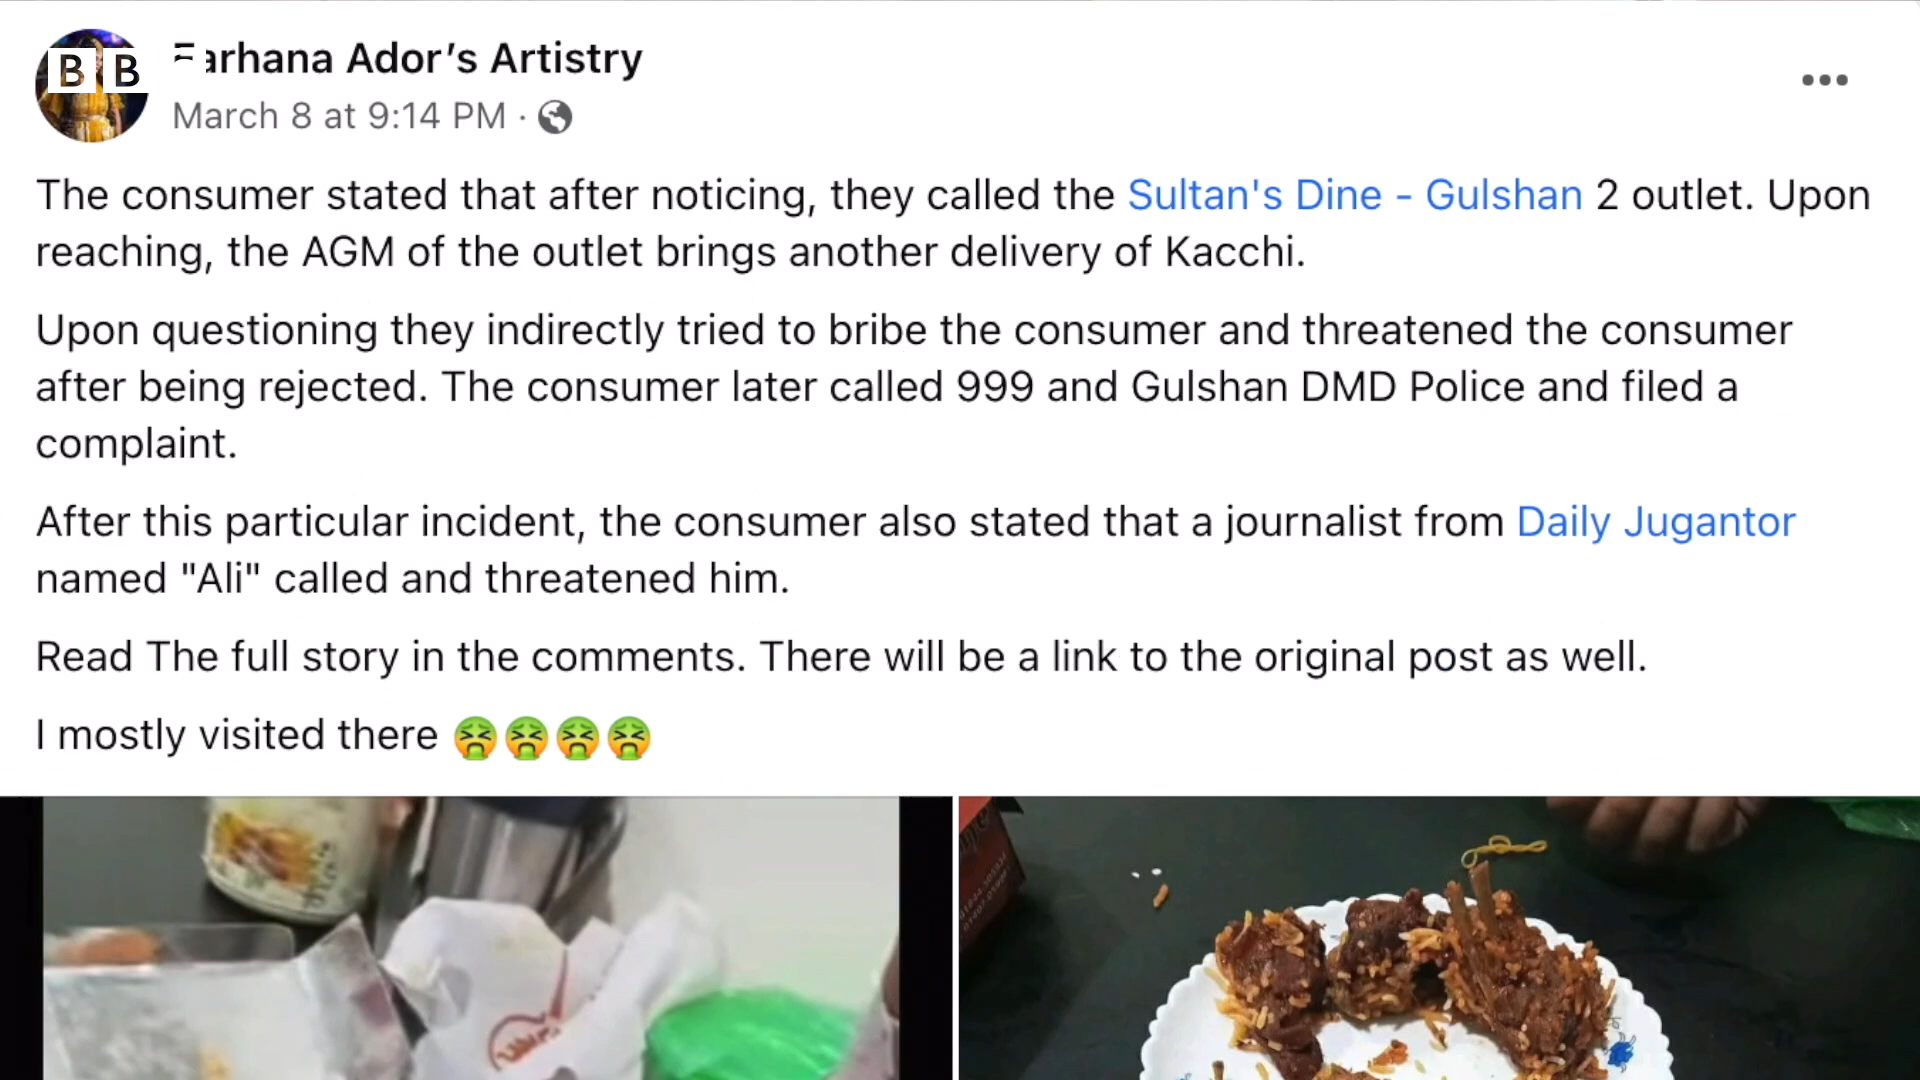 BB
Farhana Ador’s Artistry
March 8 at 9:14 PM ·
The consumer stated that after noticing, they called the Sultan's Dine - Gulshan 2 outlet. Upon
reaching, the AGM of the outlet brings another delivery of Kacchi.
Upon questioning they indirectly tried to bribe the consumer and threatened the consumer
after being rejected. The consumer later called 999 and Gulshan DMD Police and filed a
complaint.
After this particular incident, the consumer also stated that a journalist from Daily Jugantor
named "Ali" called and threatened him.
Read The full story in the comments. There will be a link to the original post as well.
I mostly visited there 🤮🤮🤮🤮